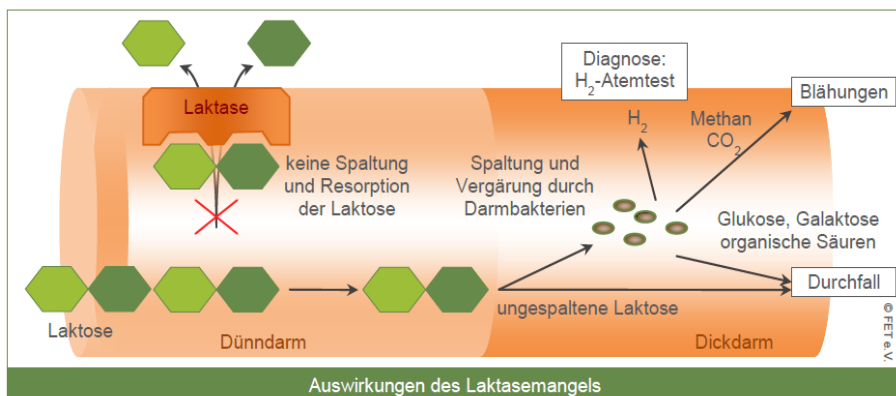 Diagnose:
H₂-Atemtest
Blähungen
Laktase
H₂
Methan
CO₂
keine Spaltung
und Resorption
der Laktose
Spaltung und
Vergärung durch
Darmbakterien
Glukose, Galaktose
organische Säuren
Durchfall
ungespaltene Laktose
Laktose
Dünndarm
Dickdarm
© FET e.V.
Auswirkungen des Laktasemangels